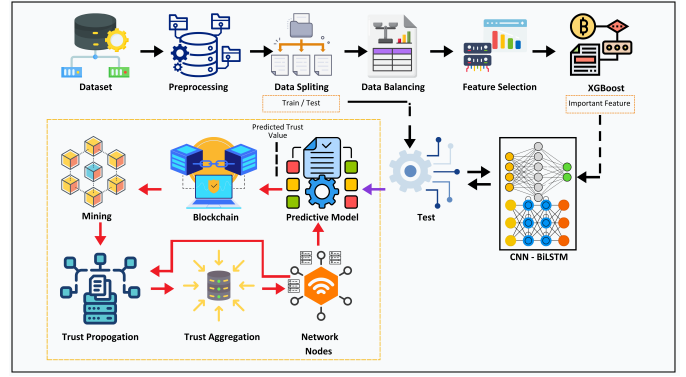 Dataset
Preprocessing
Data Spliting
Data Balancing
Feature Selection
XGBoost
Train / Test
Important Feature
Predicted Trust
Value
Mining
Blockchain
Predictive Model
Test
CNN - BiLSTM
Trust Propogation
Trust Aggregation
Network
Nodes